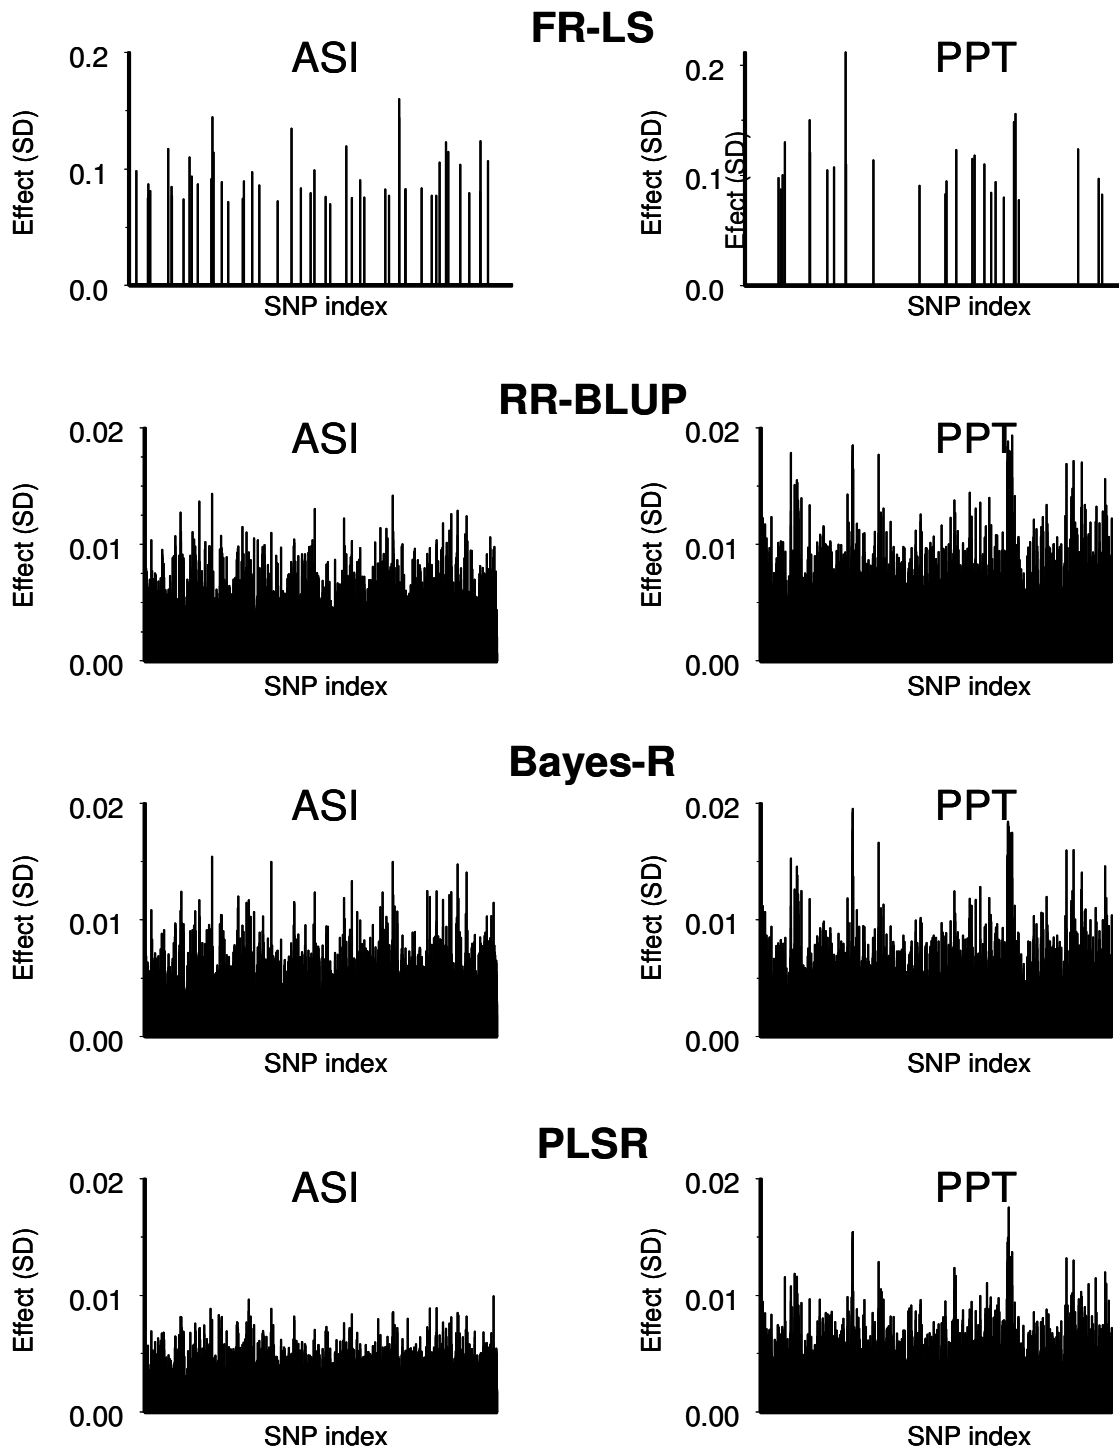 FR-LS
ASI
PPT
0.2
0.1
0.0
Effect (SD)
SNP index
0.2
0.1
0.0
Effect (SD)
Effect (SD)
SNP index
RR-BLUP
ASI
PPT
0.02
0.01
0.00
Effect (SD)
SNP index
0.02
0.01
0.00
Effect (SD)
SNP index
Bayes-R
ASI
PPT
0.02
0.01
0.00
Effect (SD)
SNP index
0.02
0.01
0.00
Effect (SD)
SNP index
PLSR
ASI
PPT
0.02
0.01
0.00
Effect (SD)
SNP index
0.02
0.01
0.00
Effect (SD)
SNP index